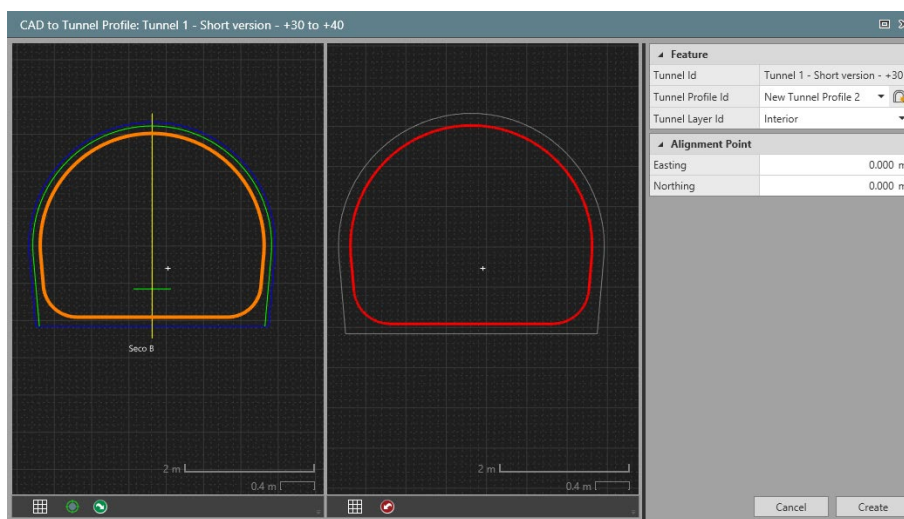 CAD to Tunnel Profile: Tunnel 1 - Short version - +30 to +40
Feature
Tunnel Id Tunnel 1 - Short version - +30
Tunnel Profile Id New Tunnel Profile 2
Tunnel Layer Id Interior
Alignment Point
Easting 0.000 m
Northing 0.000 m
Seco B
2 m
0.4 m
2 m
0.4 m
Cancel Create